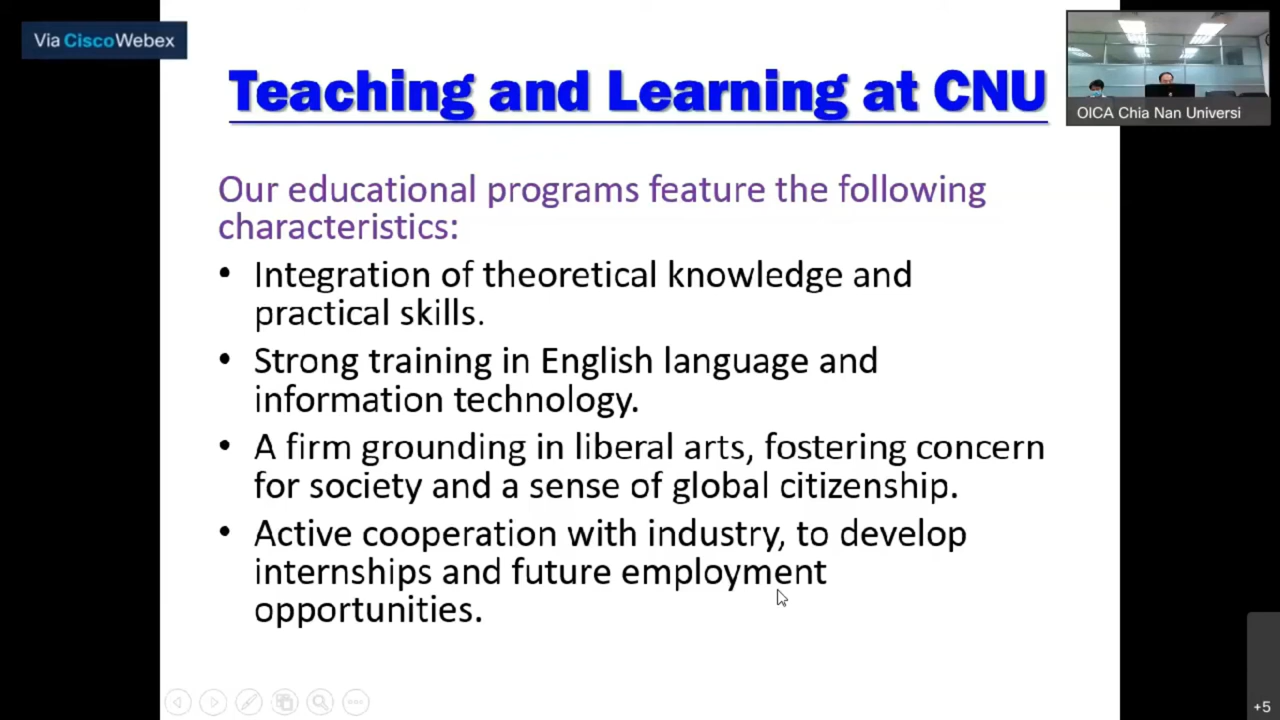 Via Cisco Webex
Teaching and Learning at CNU
OICA Chia Nan Universi
Our educational programs feature the following
characteristics:
• Integration of theoretical knowledge and
practical skills.
• Strong training in English language and
information technology.
• A firm grounding in liberal arts, fostering concern
for society and a sense of global citizenship.
• Active cooperation with industry, to develop
internships and future employment
opportunities.
+5